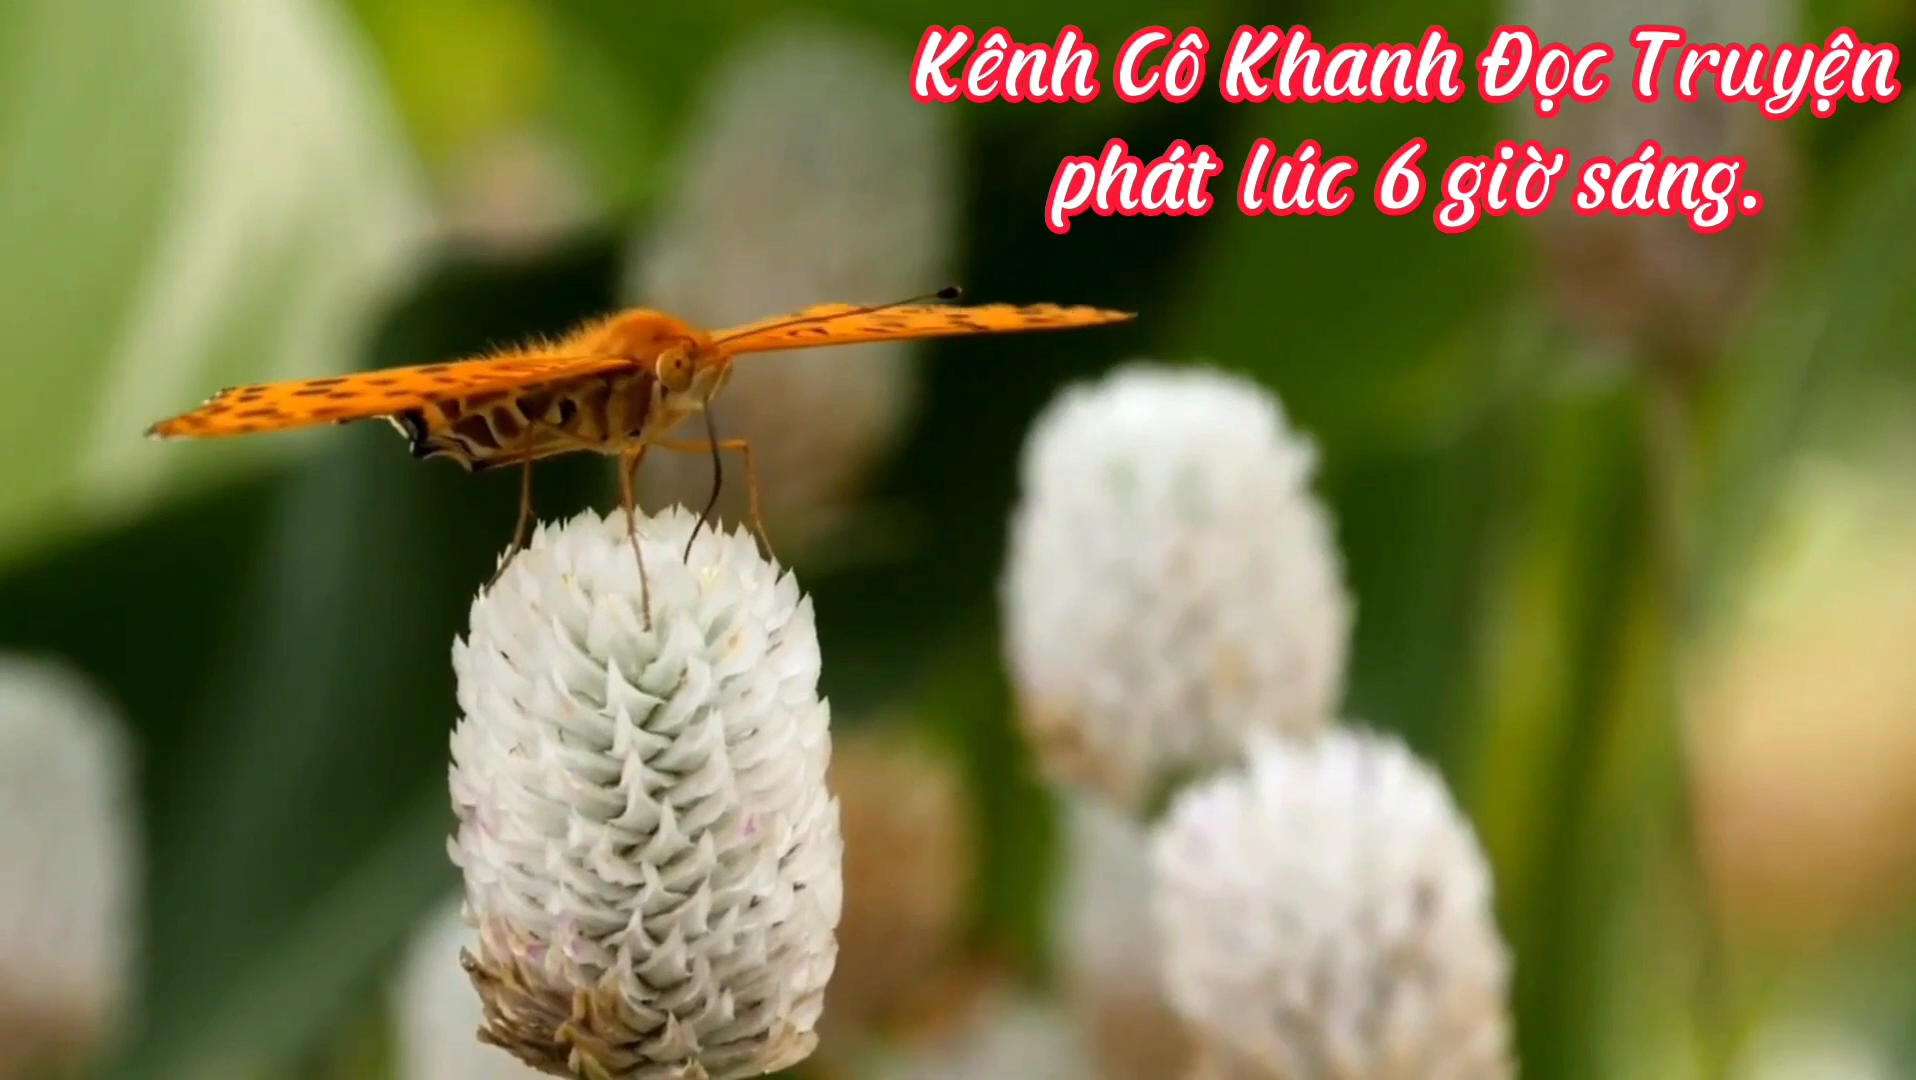 Kênh Cô Khanh Đọc Truyện
phát lúc 6 giờ sáng.